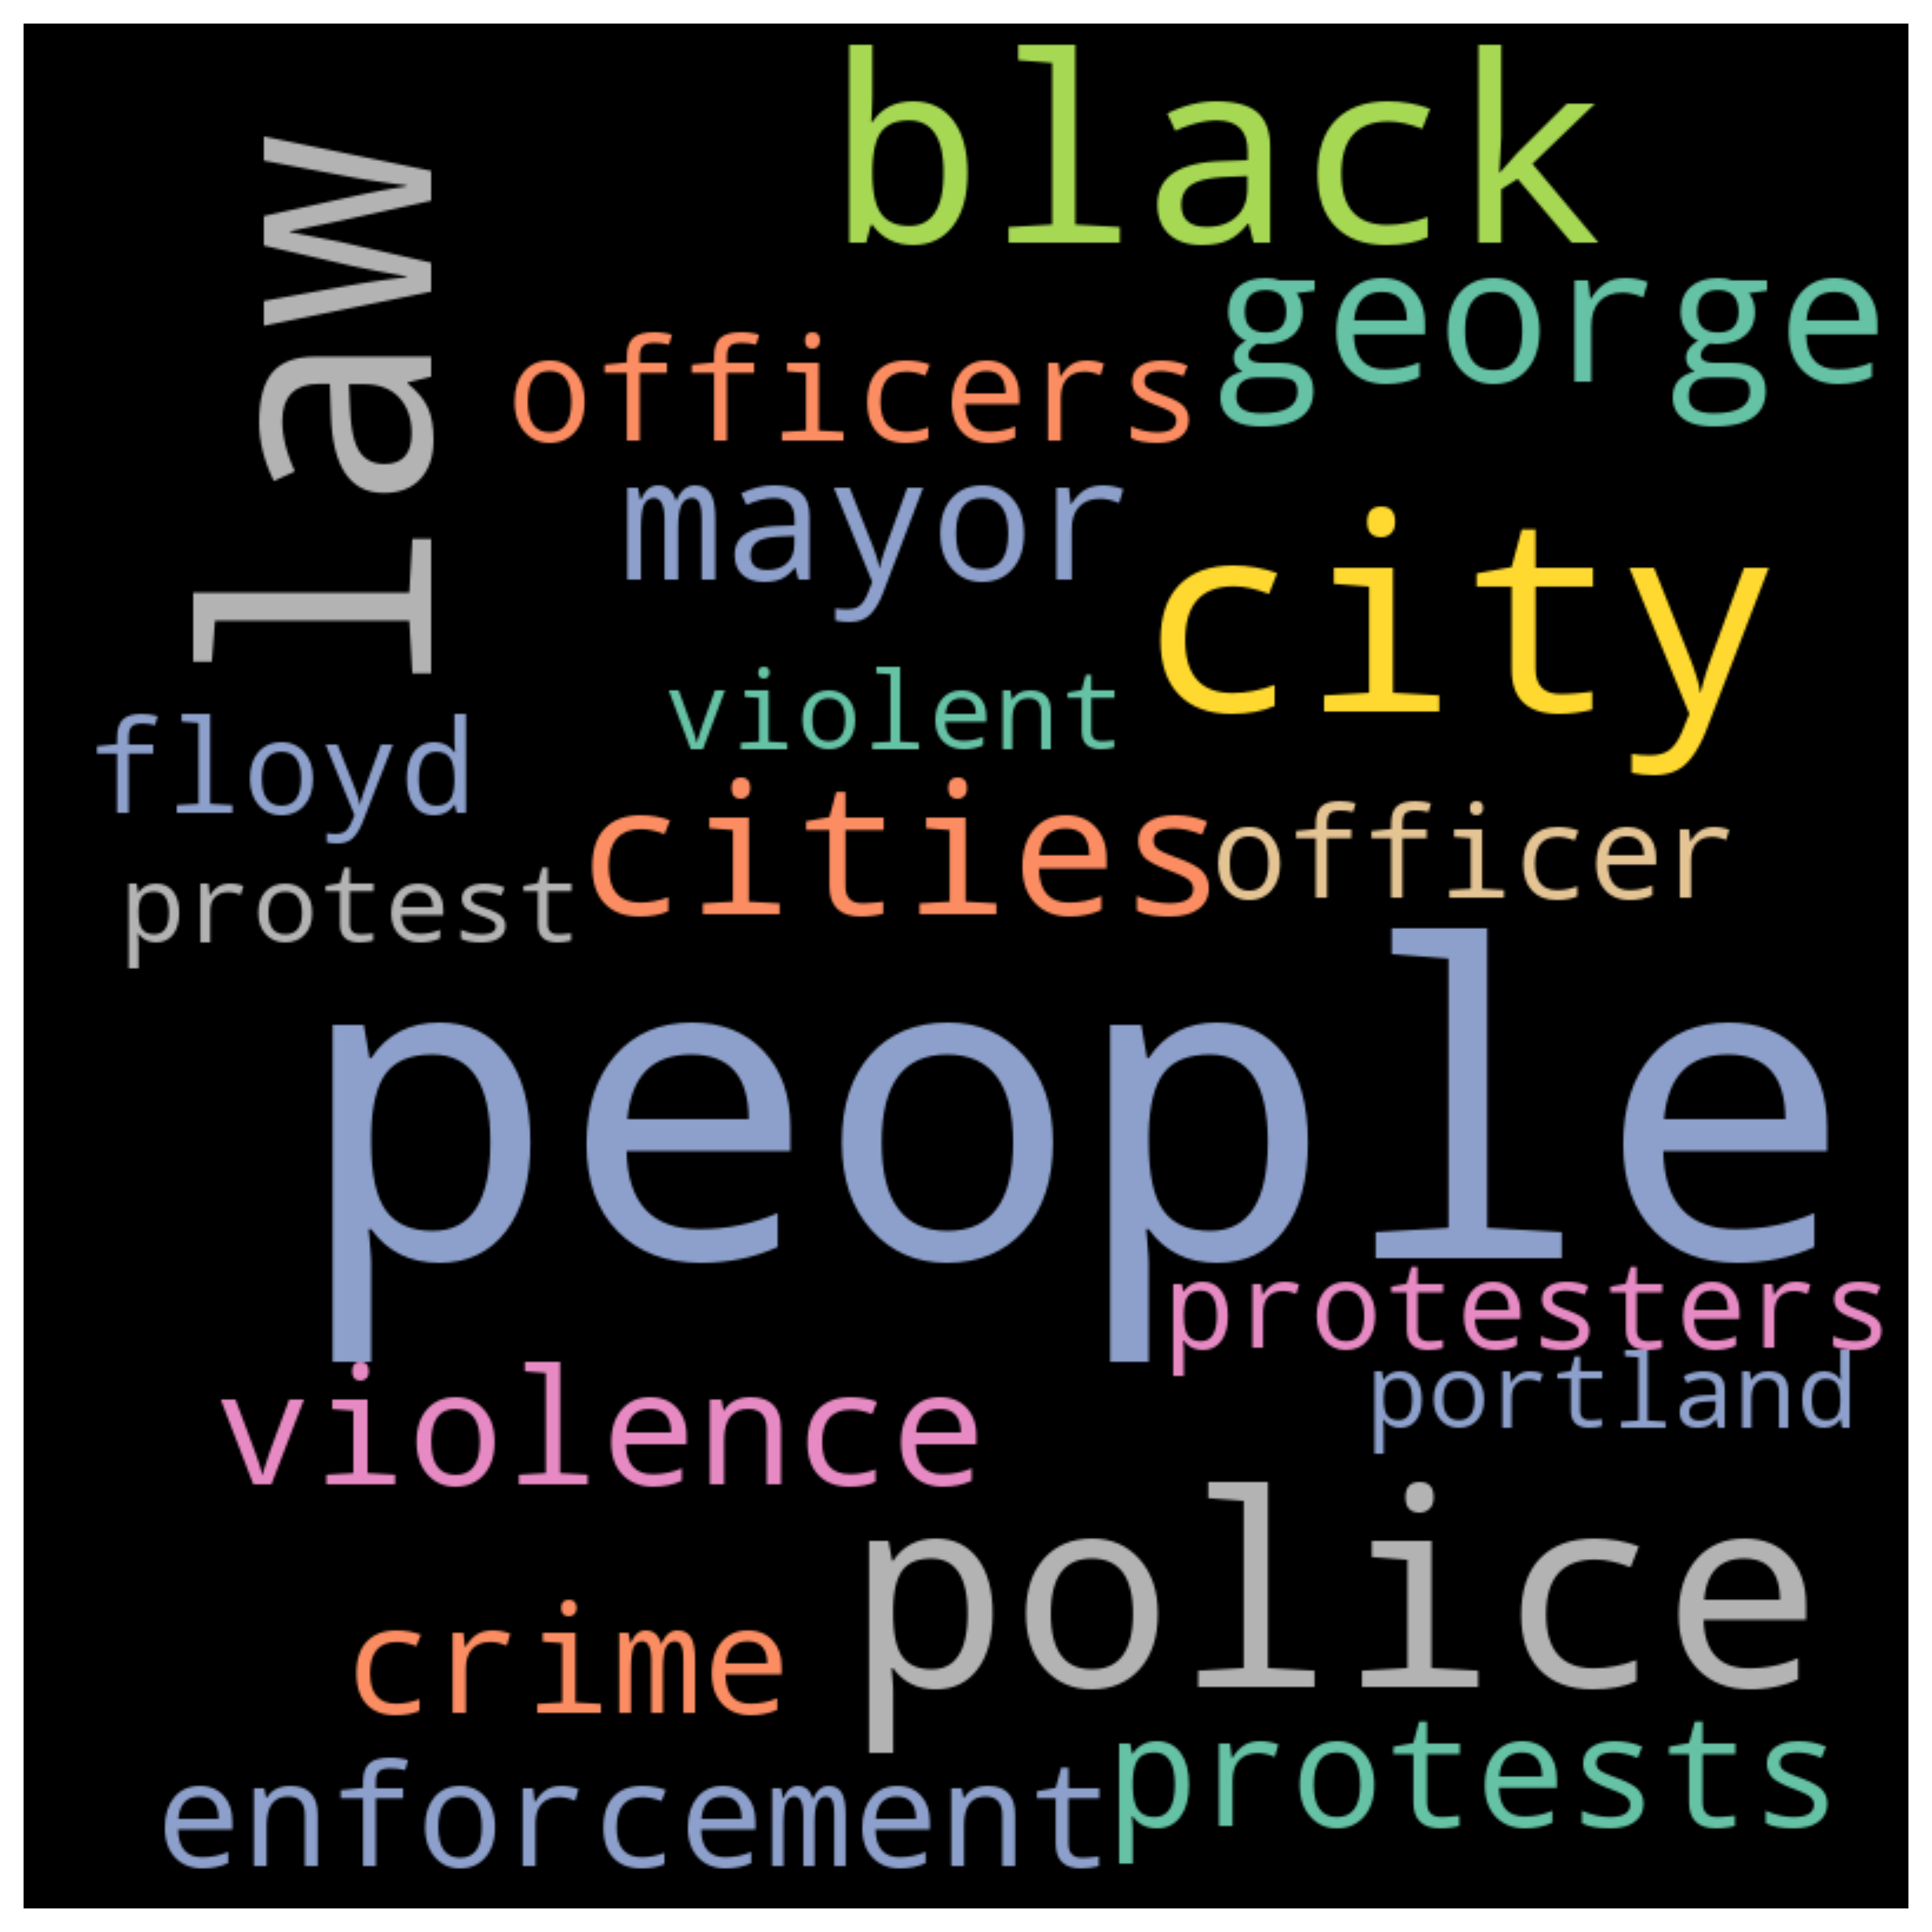 black
law
george
officers
mayor
city
violent
floyd
cities
officer
protest
people
protesters
portland
violence
police
crime
protests
enforcement